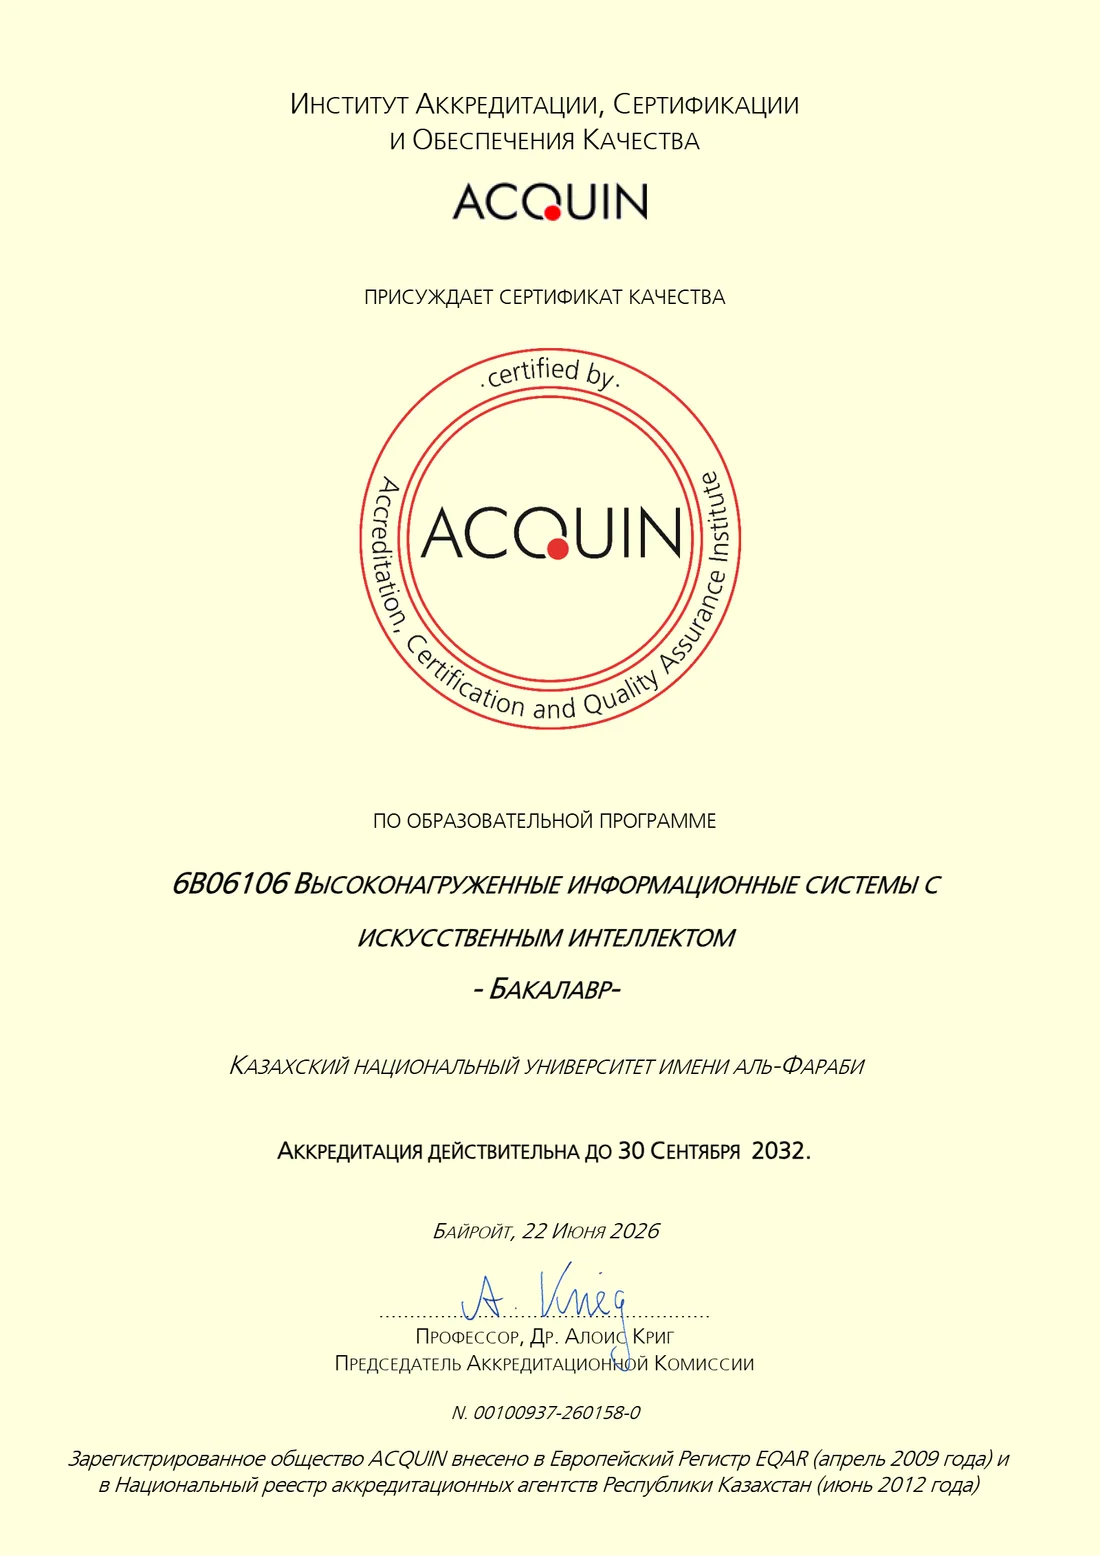 Институт Аккредитации, Сертификации
и Обеспечения Качества
ACQUIN
ПРИСУЖДАЕТ СЕРТИФИКАТ КАЧЕСТВА
·certified by·
Accreditation, Certification and Quality Assurance Institute
ACQUIN
ПО ОБРАЗОВАТЕЛЬНОЙ ПРОГРАММЕ
6B06106 Высоконагруженные информационные системы с
искусственным интеллектом
- Бакалавр-
Казахский национальный университет имени аль-Фараби
Аккредитация действительна до 30 Сентября 2032.
Байройт, 22 Июня 2026
A. Krieg
Профессор, Др. Алоис Криг
Председатель Аккредитационной Комиссии
N. 00100937-260158-0
Зарегистрированное общество ACQUIN внесено в Европейский Регистр EQAR (апрель 2009 года) и
в Национальный реестр аккредитационных агентств Республики Казахстан (июнь 2012 года)